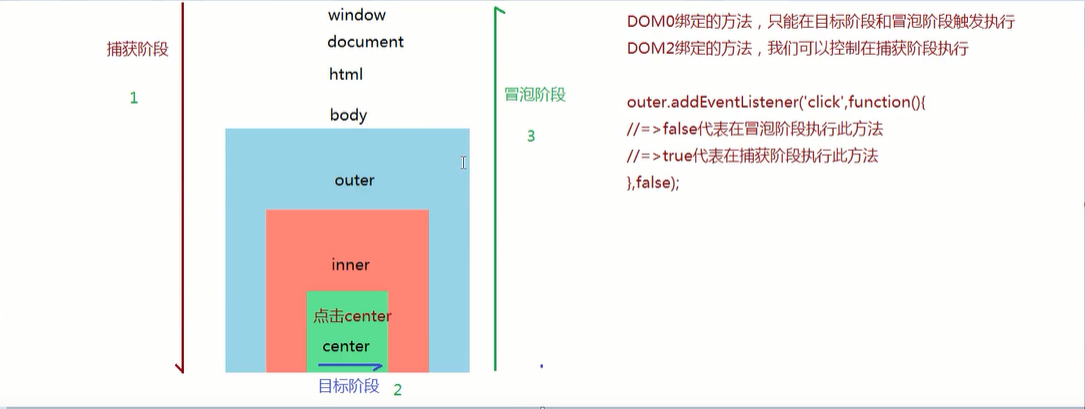 捕获阶段
1
window
document
html
body
outer
inner
点击center
center
目标阶段 2
冒泡阶段
3
DOM0绑定的方法，只能在目标阶段和冒泡阶段触发执行
DOM2绑定的方法，我们可以控制在捕获阶段执行
outer.addEventListener('click',function(){
//=>false代表在冒泡阶段执行此方法
//=>true代表在捕获阶段执行此方法
},false);